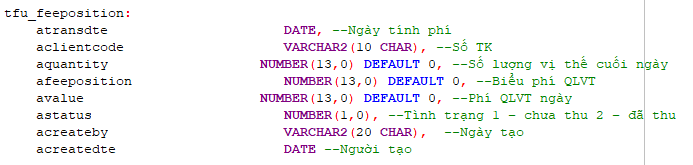 tfu_feeposition:
atransdte DATE, --Ngày tính phí
aclientcode VARCHAR2(10 CHAR), --Số TK
aquantity NUMBER(13,0) DEFAULT 0, --Số lượng vị thế cuối ngày
afeeposition NUMBER(13,0) DEFAULT 0, --Biểu phí QLVT
avalue NUMBER(13,0) DEFAULT 0, --Phí QLVT ngày
astatus NUMBER(1,0), --Tình trạng 1 - chưa thu 2 - đã thu
acreateby VARCHAR2(20 CHAR), --Ngày tạo
acreatedte DATE --Người tạo